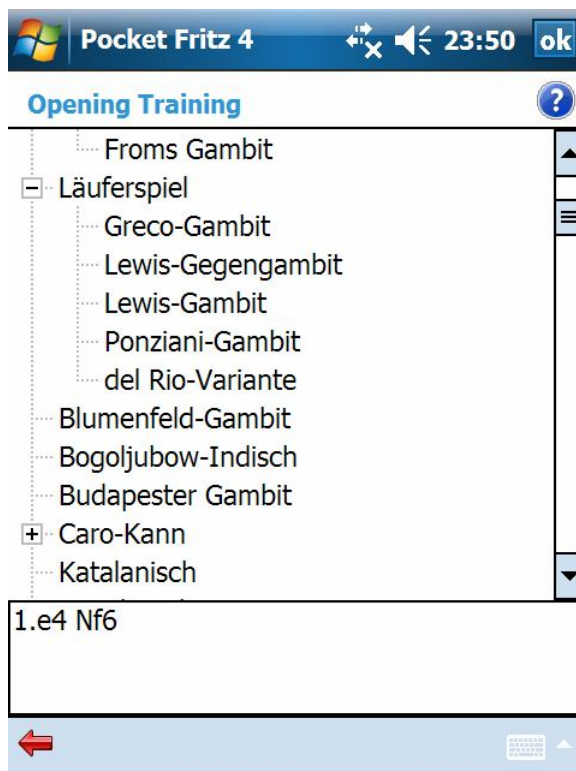 Pocket Fritz 4 23:50 ok
Opening Training ?
Froms Gambit
Läuferspiel
Greco-Gambit
Lewis-Gegengambit
Lewis-Gambit
Ponziani-Gambit
del Rio-Variante
Blumenfeld-Gambit
Bogoljubow-Indisch
Budapester Gambit
Caro-Kann
Katalanisch
1.e4 Nf6